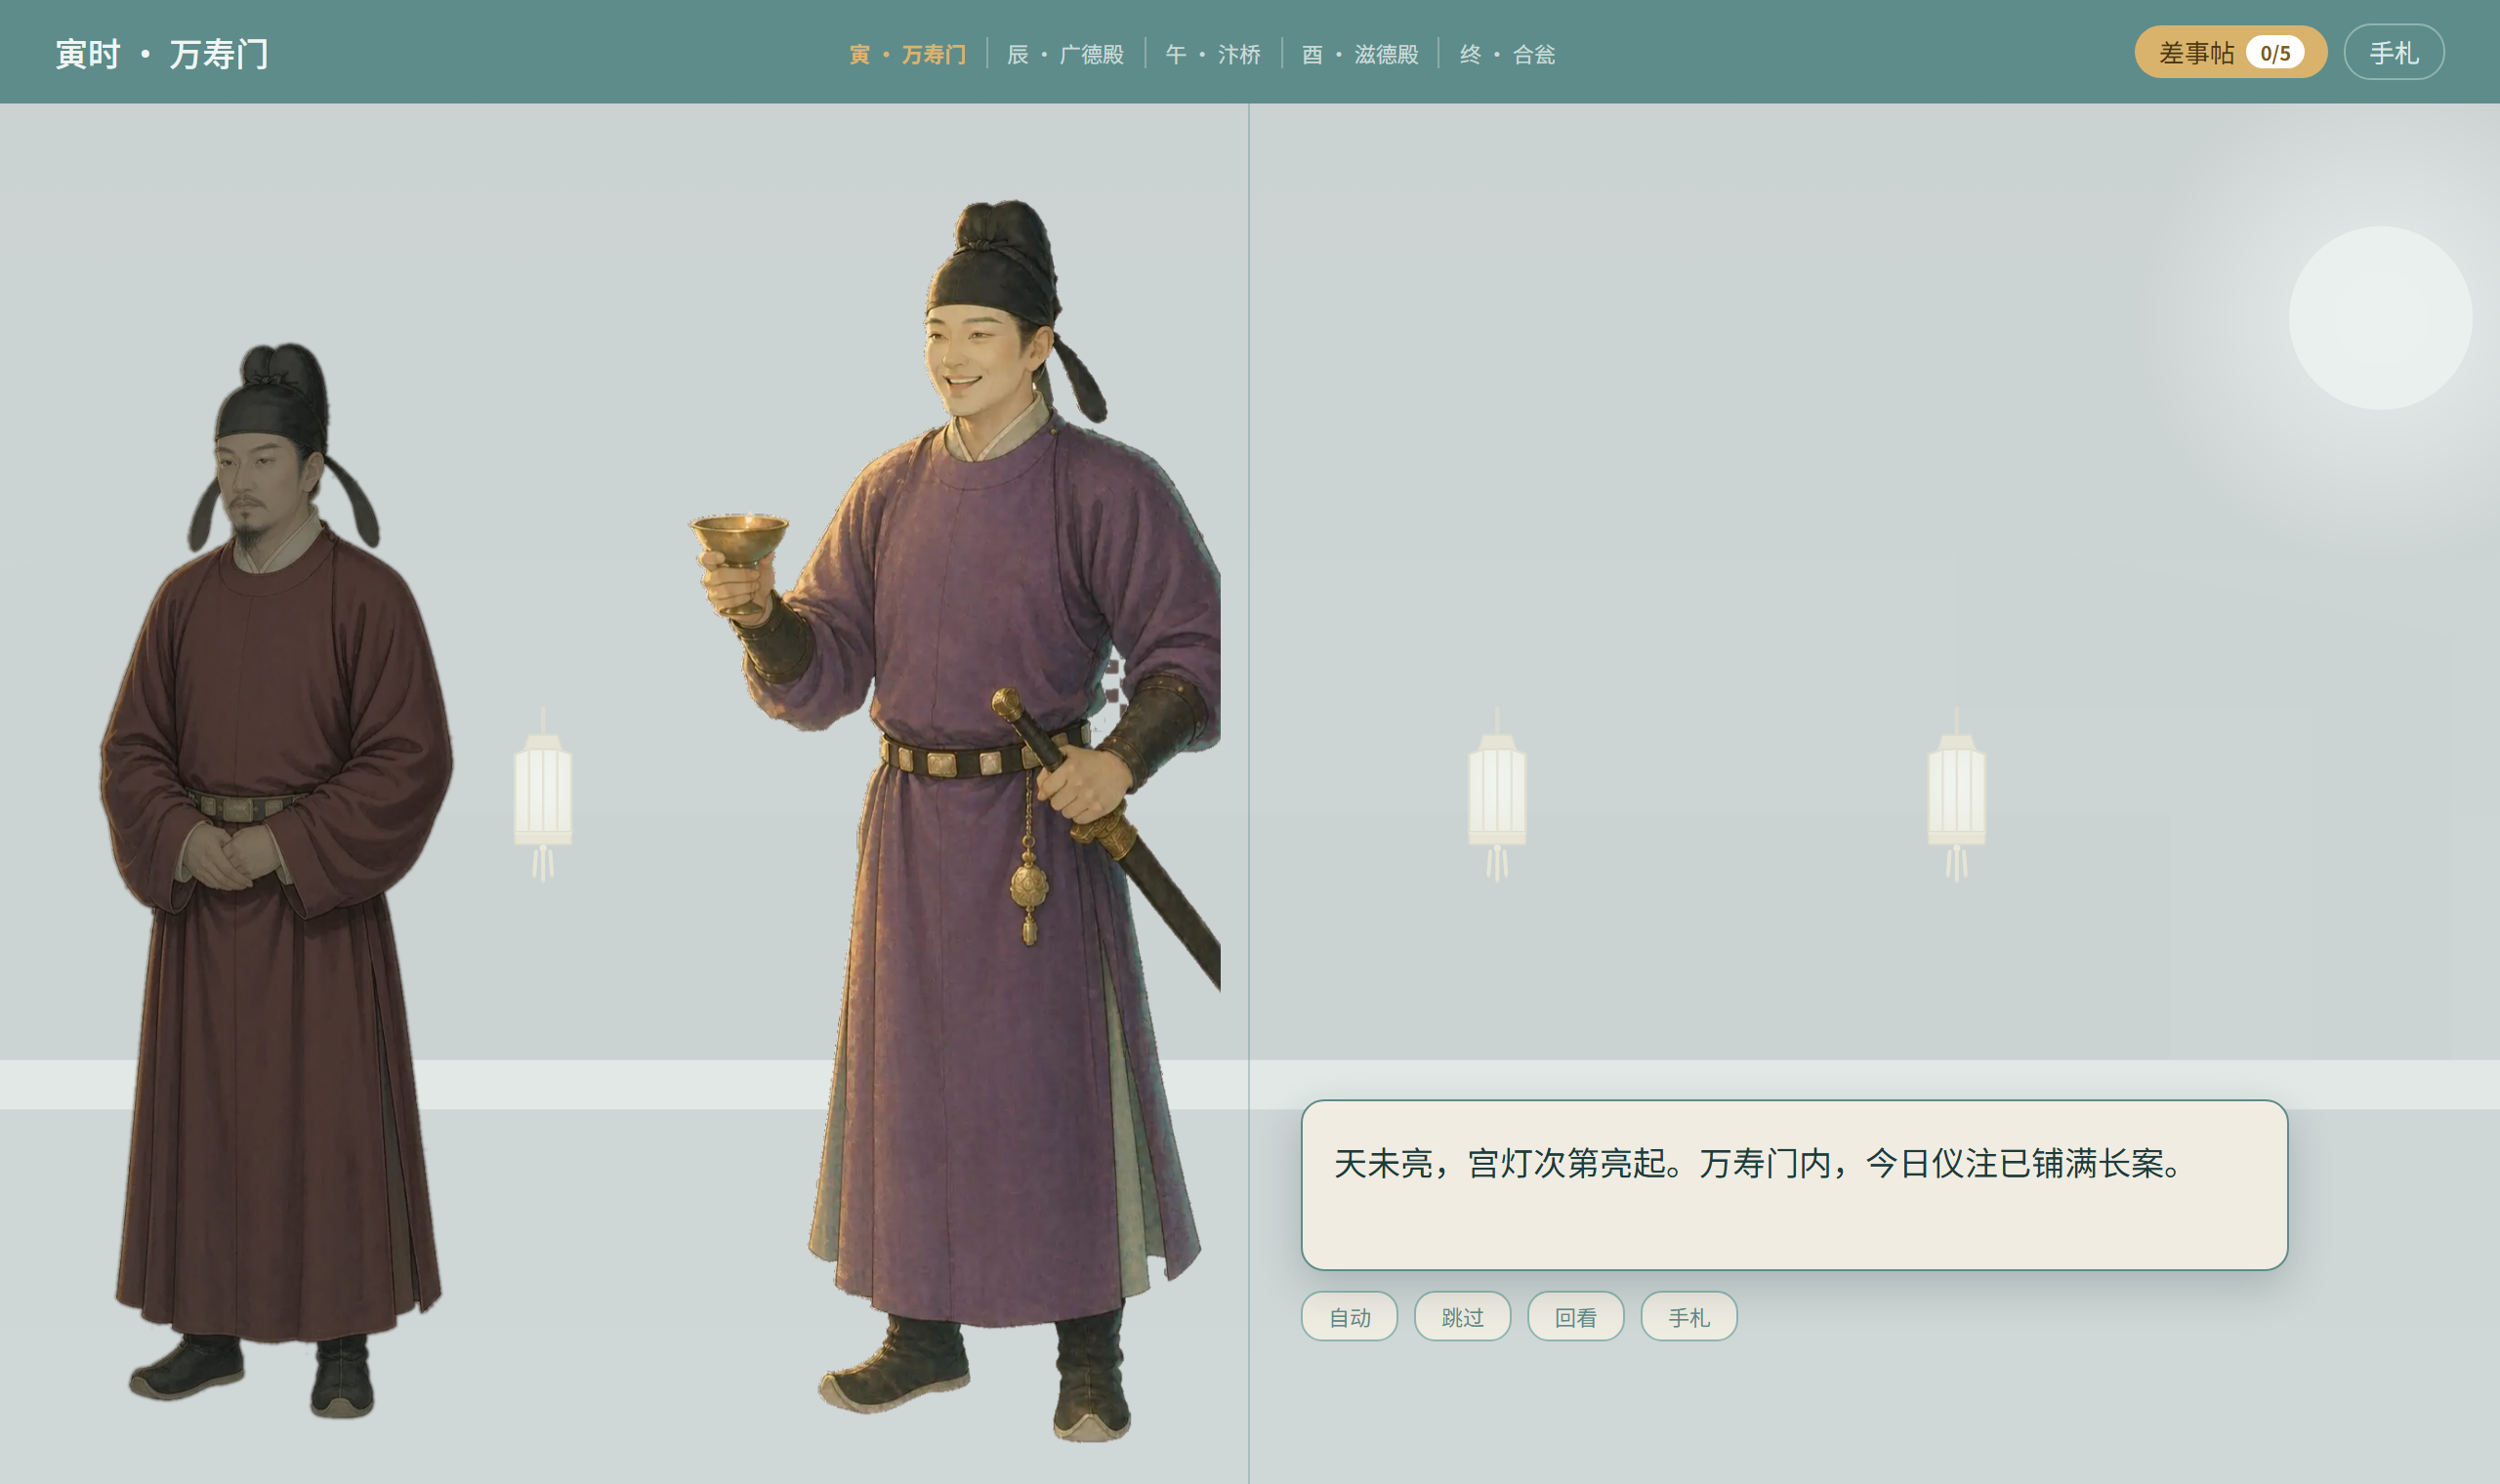 寅时 · 万寿门
寅 · 万寿门
辰 · 广德殿
午 · 汴桥
酉 · 滋德殿
终 · 合瓮
差事帖 0/5
手札
天未亮，宫灯次第亮起。万寿门内，今日仪注已铺满长案。
自动
跳过
回看
手札